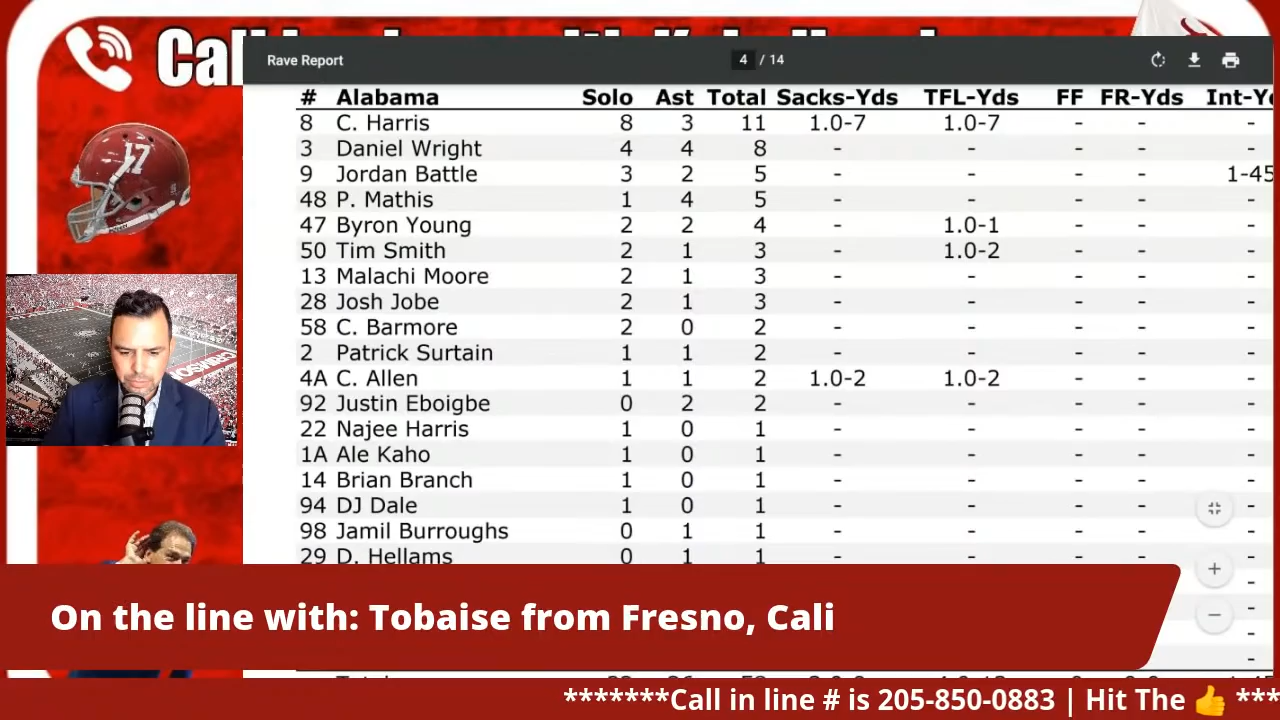 Cal
Rave Report 4 / 14
# Alabama Solo Ast Total Sacks-Yds TFL-Yds FF FR-Yds Int-Y
8 C. Harris 8 3 11 1.0-7 1.0-7 - - -
3 Daniel Wright 4 4 8 - - - - -
9 Jordan Battle 3 2 5 - - - - 1-45
48 P. Mathis 1 4 5 - - - - -
47 Byron Young 2 2 4 - 1.0-1 - - -
50 Tim Smith 2 1 3 - 1.0-2 - - -
13 Malachi Moore 2 1 3 - - - - -
28 Josh Jobe 2 1 3 - - - - -
58 C. Barmore 2 0 2 - - - - -
2 Patrick Surtain 1 1 2 - - - - -
4A C. Allen 1 1 2 1.0-2 1.0-2 - - -
92 Justin Eboigbe 0 2 2 - - - - -
22 Najee Harris 1 0 1 - - - - -
1A Ale Kaho 1 0 1 - - - - -
14 Brian Branch 1 0 1 - - - - -
94 DJ Dale 1 0 1 - - - - -
98 Jamil Burroughs 0 1 1 - - - - -
29 D. Hellams 0 1 1 - - - - -
17
CRIMSON
On the line with: Tobaise from Fresno, Cali
*******Call in line # is 205-850-0883 | Hit The 👍 ***